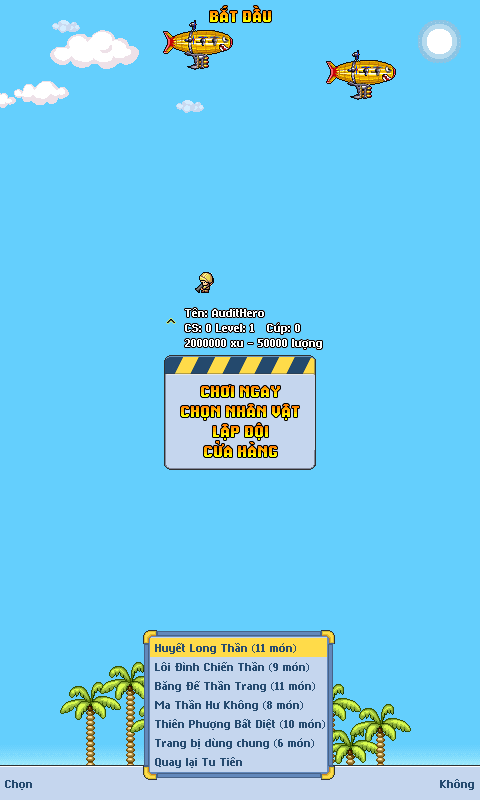 BẮT ĐẦU
Tên: AuditHero
CS: 0 Level: 1 Cúp: 0
2000000 xu - 50000 lượng
CHƠI NGAY
CHỌN NHÂN VẬT
LẬP ĐỘI
CỬA HÀNG
Huyết Long Thần (11 món)
Lôi Đình Chiến Thần (9 món)
Băng Đế Thần Trang (11 món)
Ma Thần Hư Không (8 món)
Thiên Phượng Bất Diệt (10 món)
Trang bị dùng chung (6 món)
Quay lại Tu Tiên
Chọn
Không